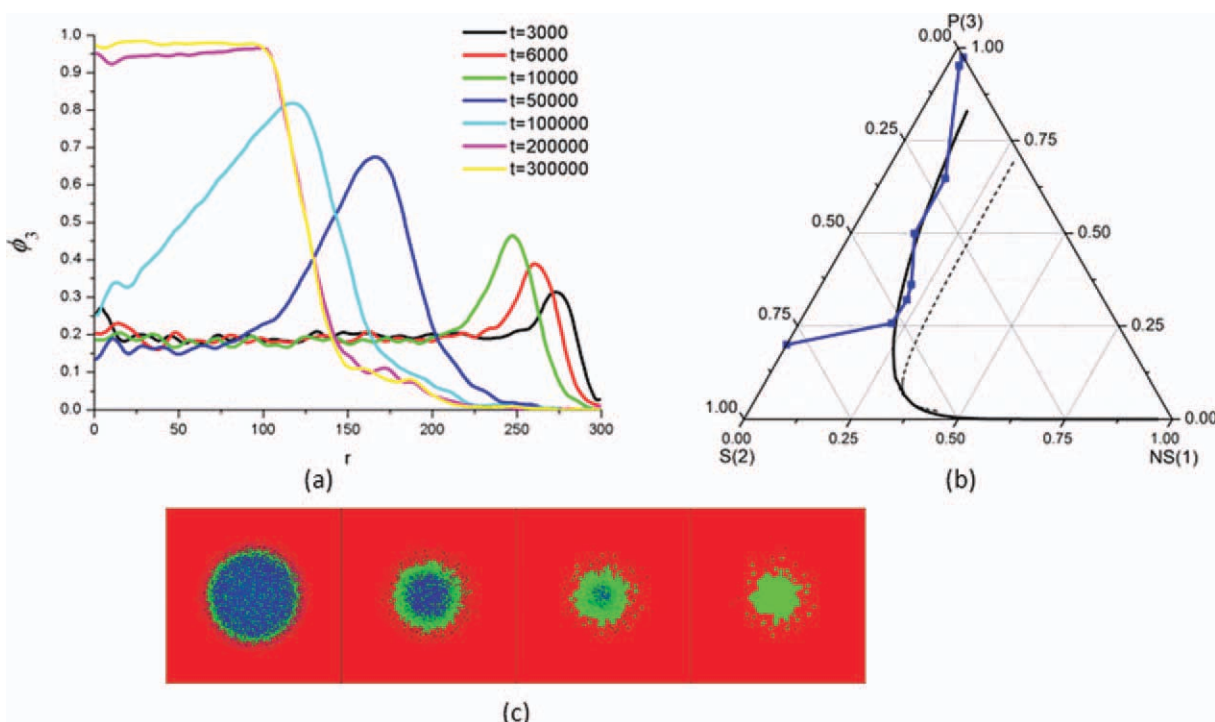 1.0
0.9
0.8
0.7
0.6
0.5
0.4
0.3
0.2
0.1
0.0
ϕ3
0 50 100 150 200 250 300
r
t=3000
t=6000
t=10000
t=50000
t=100000
t=200000
t=300000
(a)
P(3)
0.00 1.00
0.25 0.75
0.50 0.50
0.75 0.25
1.00 0.00
0.00 0.25 0.50 0.75 1.00
S(2) NS(1)
(b)
(c)